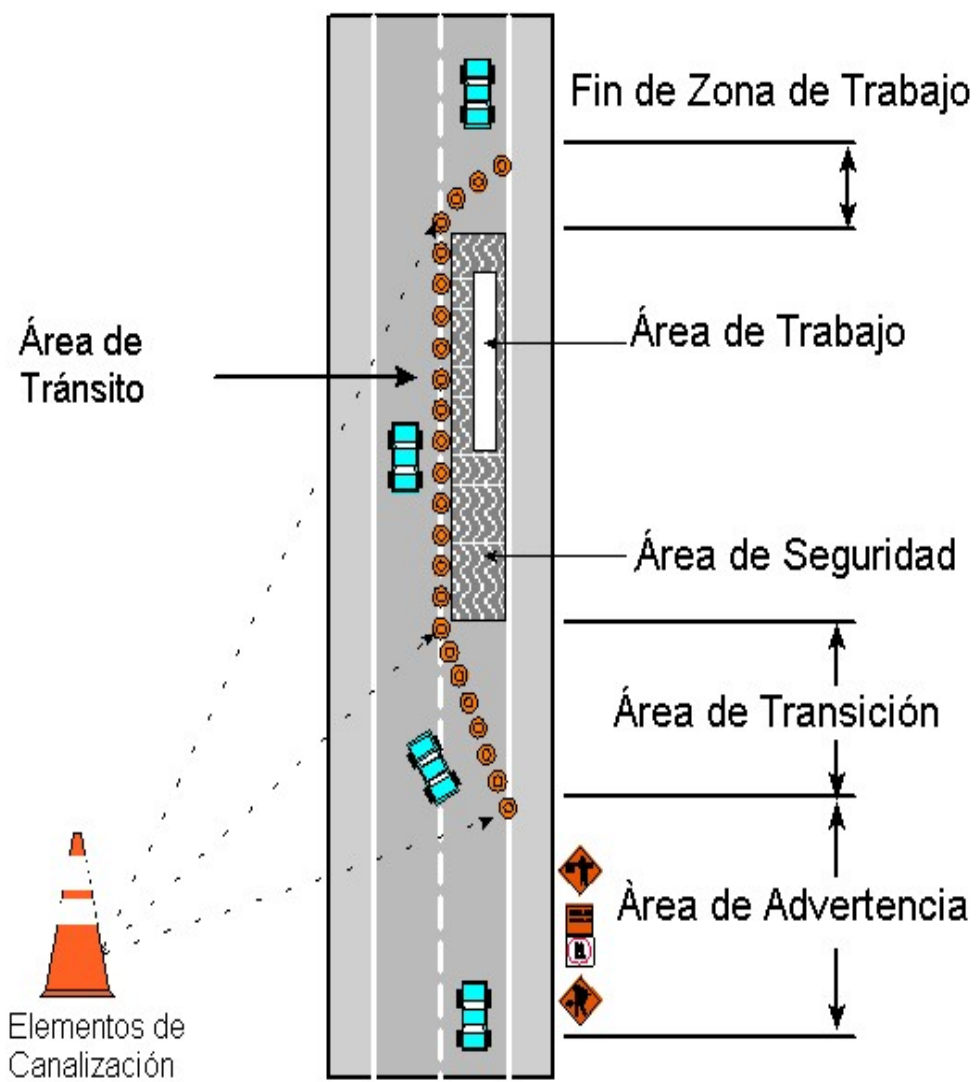 Fin de Zona de Trabajo
Área de Trabajo
Área de
Tránsito
Área de Seguridad
Área de Transición
Àrea de Advertencia
Elementos de
Canalización